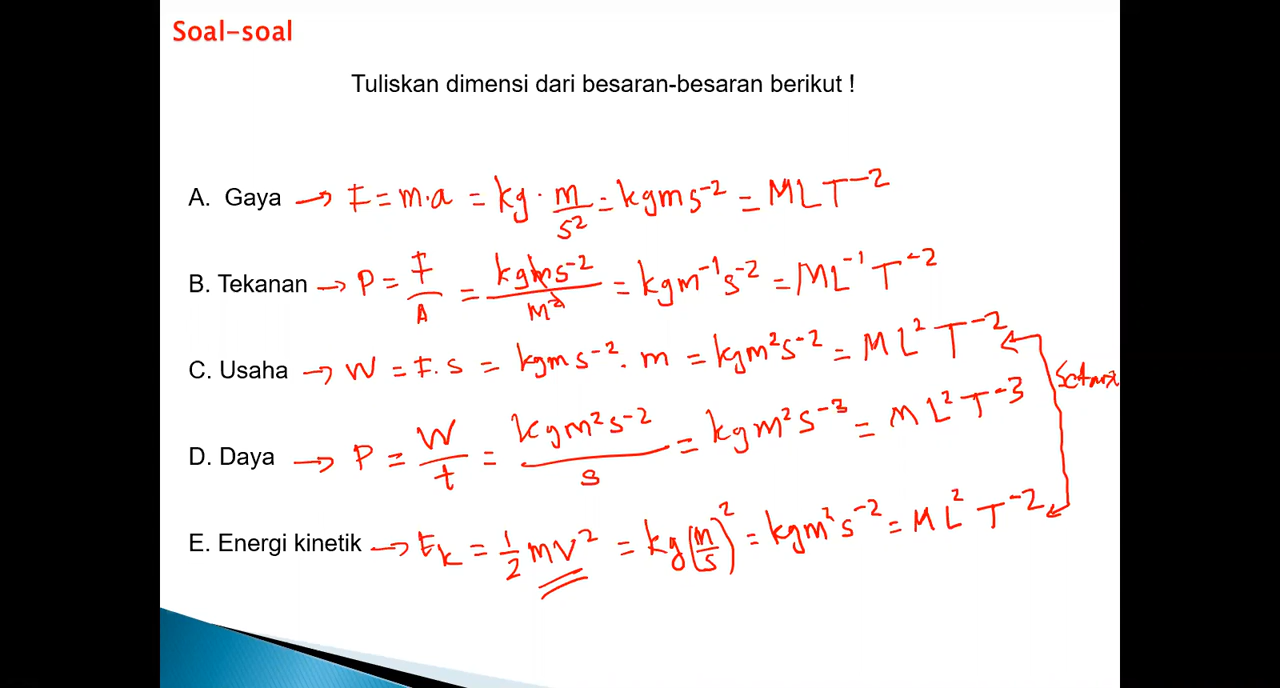 Soal-soal
Tuliskan dimensi dari besaran-besaran berikut !
A. Gaya → F = m.a = kg . m/s² = kgms⁻² = MLT⁻²
B. Tekanan → P = F/A = kgms⁻²/m² = kgm⁻¹s⁻² = ML⁻¹T⁻²
C. Usaha → W = F.s = kgms⁻² . m = kgm²s⁻² = ML²T⁻²
D. Daya → P = W/t = kgm²s⁻²/s = kgm²s⁻³ = ML²T⁻³
E. Energi kinetik → Ek = 1/2 mv² = kg(m/s)² = kgm²s⁻² = ML²T⁻²